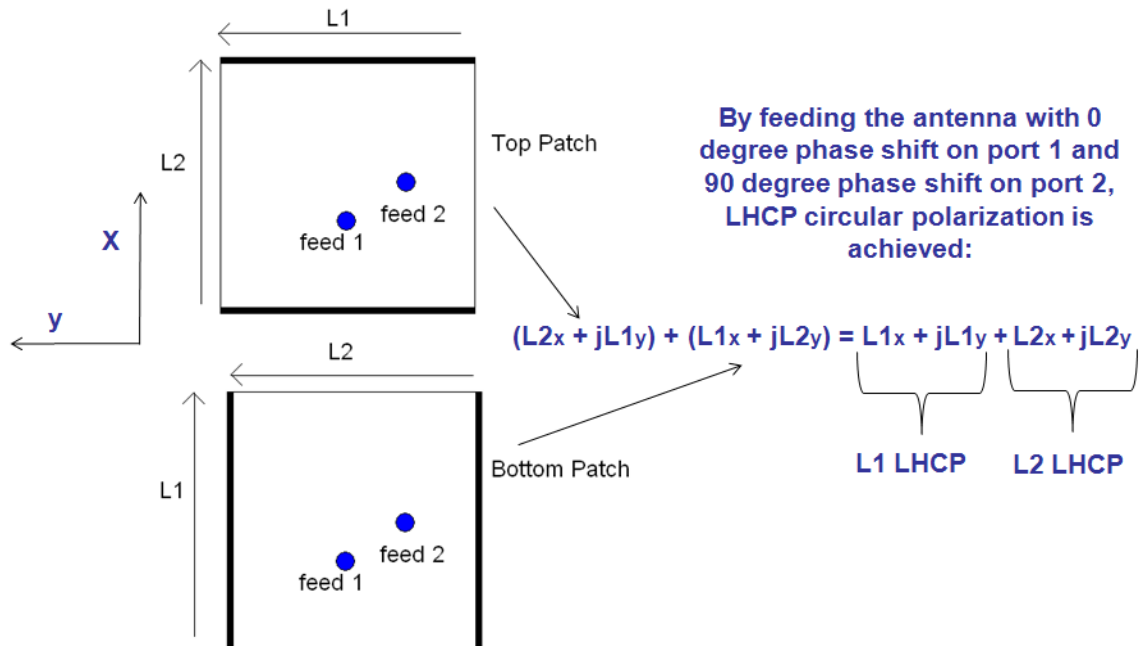 L1
L2
Top Patch
feed 2
feed 1
X
y
By feeding the antenna with 0
degree phase shift on port 1 and
90 degree phase shift on port 2,
LHCP circular polarization is
achieved:
(L2x + jL1y) + (L1x + jL2y) = L1x + jL1y + L2x + jL2y
L1 LHCP
L2 LHCP
L2
L1
Bottom Patch
feed 2
feed 1